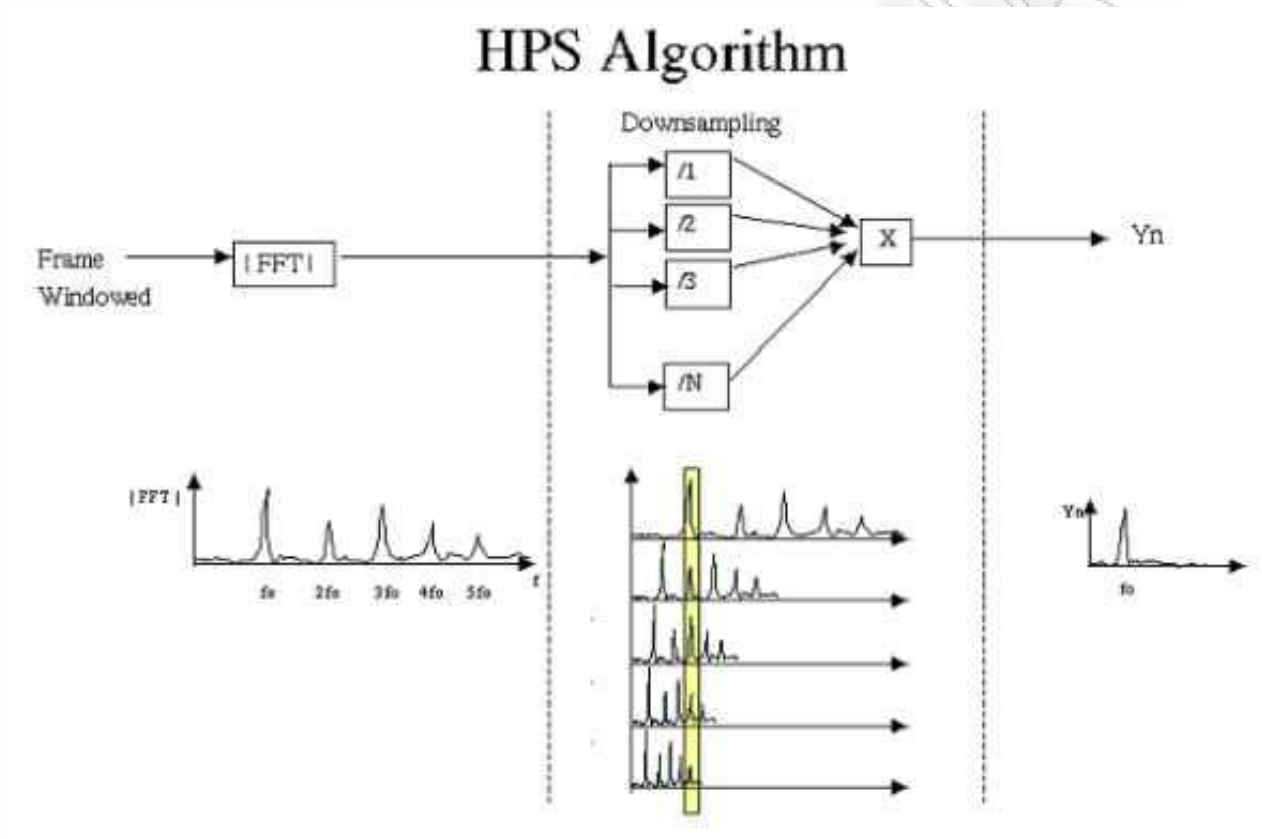 HPS Algorithm
Downsampling
/1
/2
/3
/N
X
Yn
Frame
Windowed
|FFT|
|FFT|
f
fo 2fo 3fo 4fo 5fo
Yn
fo